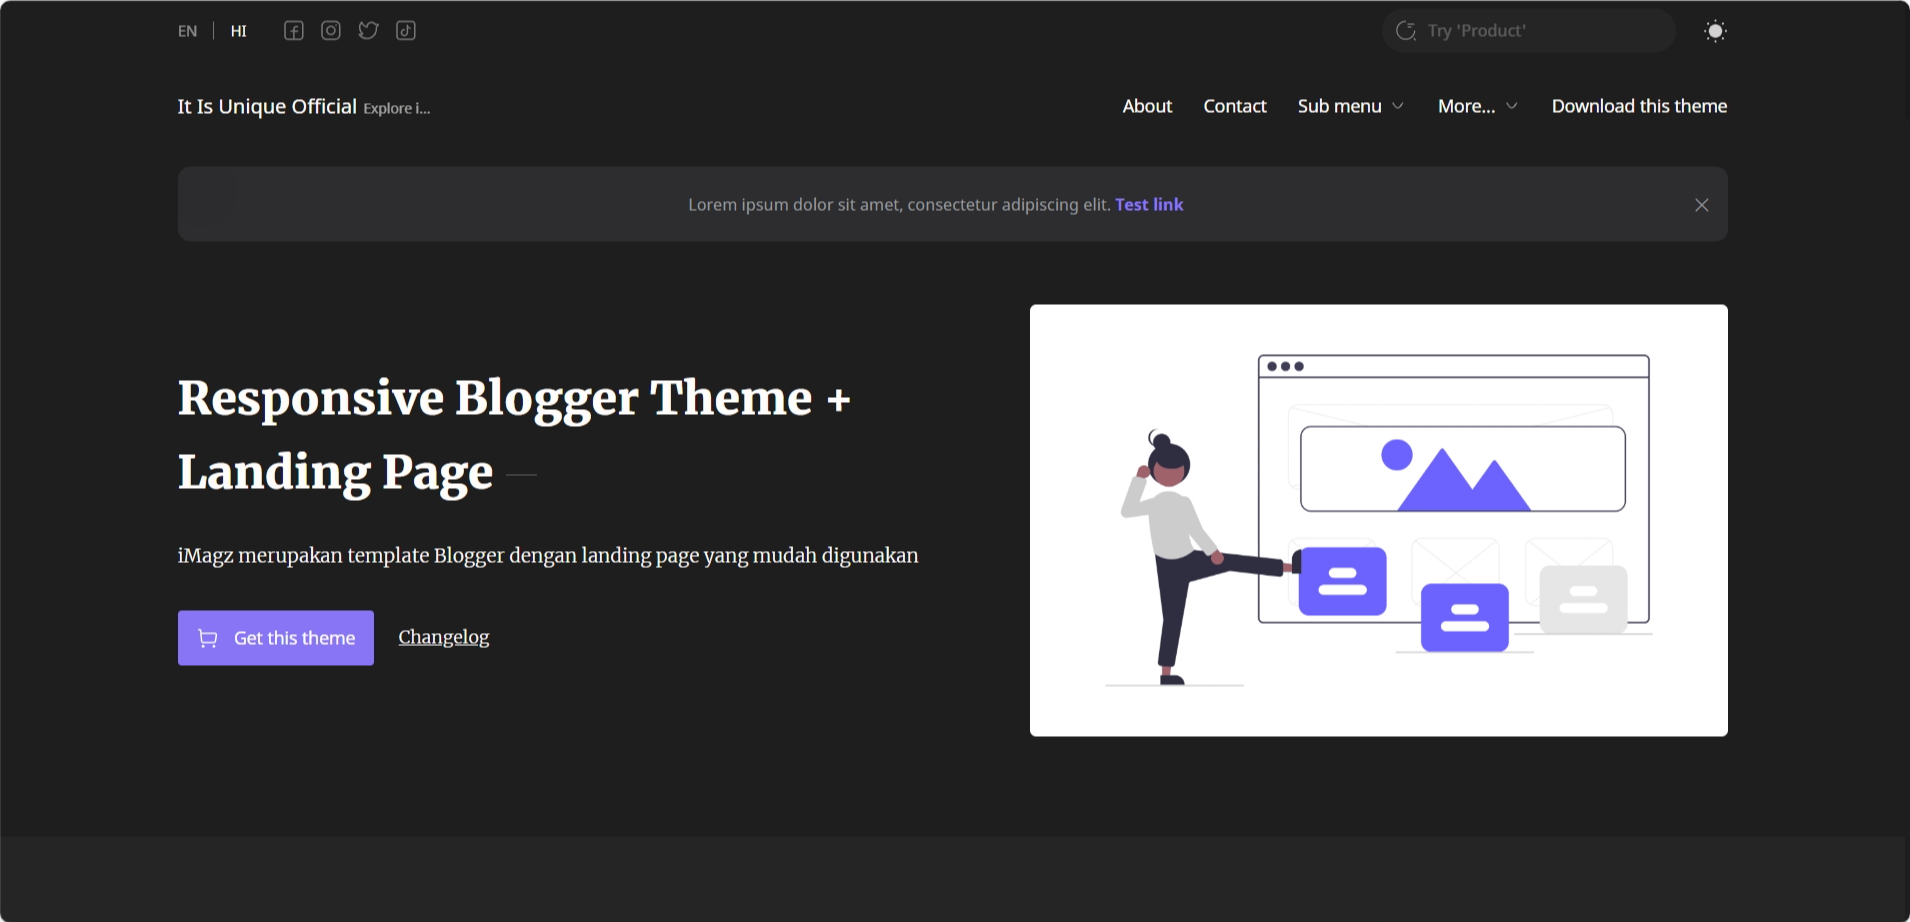 EN | HI
Try 'Product'
It Is Unique Official Explore i...
About Contact Sub menu More... Download this theme
Lorem ipsum dolor sit amet, consectetur adipiscing elit. Test link
Responsive Blogger Theme +
Landing Page —
iMagz merupakan template Blogger dengan landing page yang mudah digunakan
Get this theme Changelog